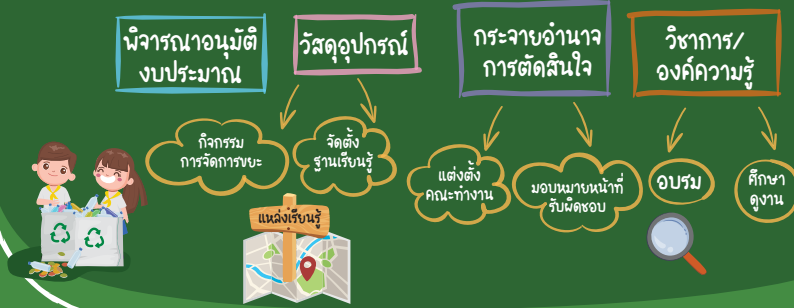 พิจารณาอนุมัติ
งบประมาณ
วัสดุอุปกรณ์
กระจายอำนาจ
การตัดสินใจ
วิชาการ/
องค์ความรู้
กิจกรรม
การจัดการขยะ
จัดตั้ง
ฐานเรียนรู้
แต่งตั้ง
คณะทำงาน
มอบหมายหน้าที่
รับผิดชอบ
อบรม
ศึกษา
ดูงาน
แหล่งเรียนรู้